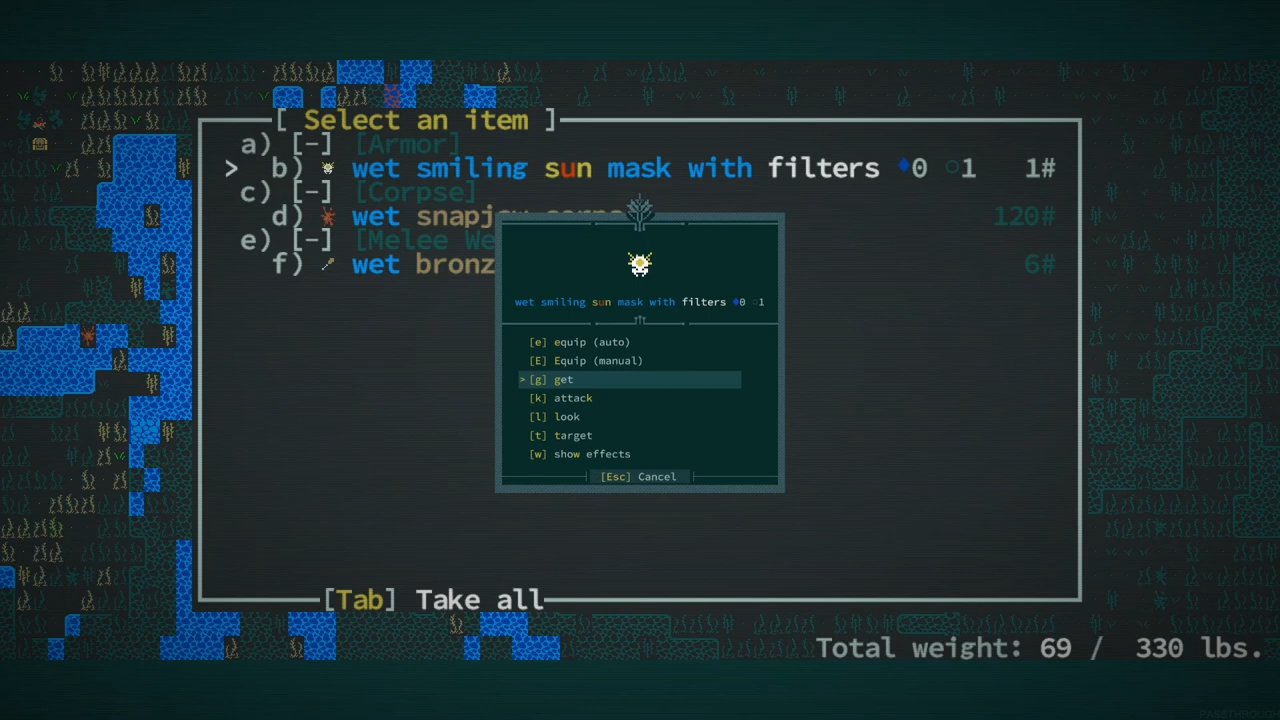 [ Select an item ]
a) [-] [Armor]
> b) wet smiling sun mask with filters ♦0 ○1 1#
c) [-] [Corpse]
d) wet snapjaw corpse 120#
e) [-] [Melee We
f) wet bronz 6#
wet smiling sun mask with filters ♦0 ○1
[e] equip (auto)
[E] Equip (manual)
>[g] get
[k] attack
[l] look
[t] target
[w] show effects
[Esc] Cancel
[Tab] Take all
Total weight: 69 / 330 lbs.